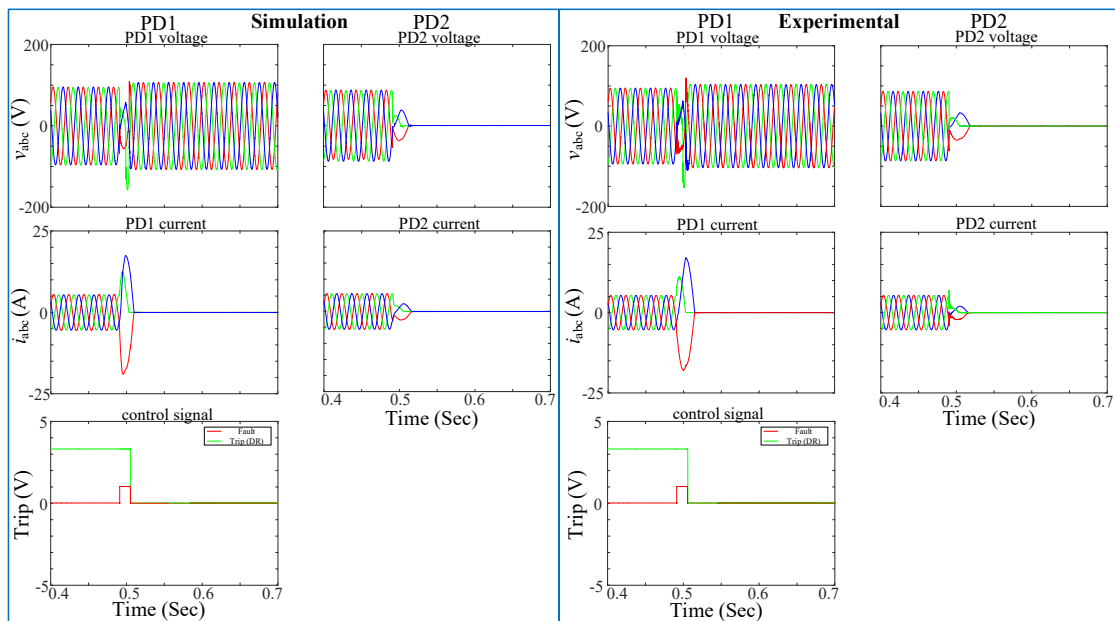 PD1 Simulation PD2
PD1 voltage
PD2 voltage
200
0
-200
vabc (V)
PD1 current
PD2 current
25
0
25
iabc (A)
0.4 0.5 0.6 0.7
Time (Sec)
control signal
Fault
Trip (DR)
5
0
-5
Trip (V)
0.4 0.5 0.6 0.7
Time (Sec)
PD1 Experimental PD2
PD1 voltage
PD2 voltage
200
0
-200
vabc (V)
PD1 current
PD2 current
25
0
-25
iabc (A)
0.4 0.5 0.6 0.7
Time (Sec)
control signal
Fault
Trip (DR)
5
0
-5
Trip (V)
0.4 0.5 0.6 0.7
Time (Sec)